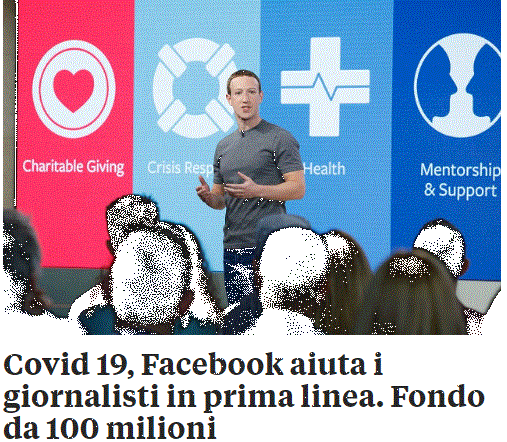 Charitable Giving
Crisis Resp
Health
Mentorship
& Support
Covid 19, Facebook aiuta i
giornalisti in prima linea. Fondo
da 100 milioni